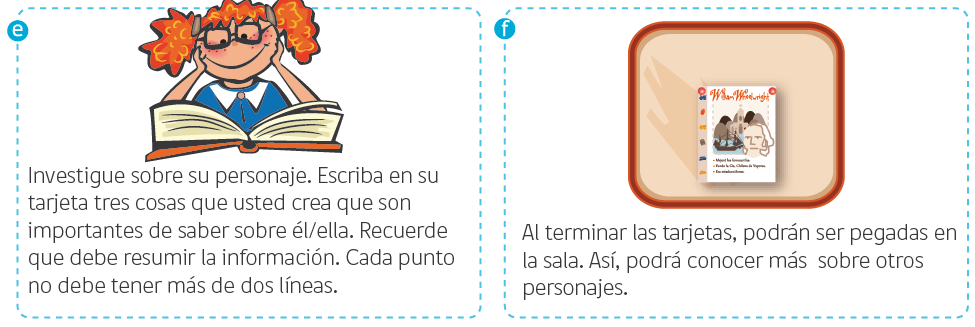 e
Investigue sobre su personaje. Escriba en su
tarjeta tres cosas que usted crea que son
importantes de saber sobre él/ella. Recuerde
que debe resumir la información. Cada punto
no debe tener más de dos líneas.
f
William Wheelwright
Al terminar las tarjetas, podrán ser pegadas en
la sala. Así, podrá conocer más sobre otros
personajes.